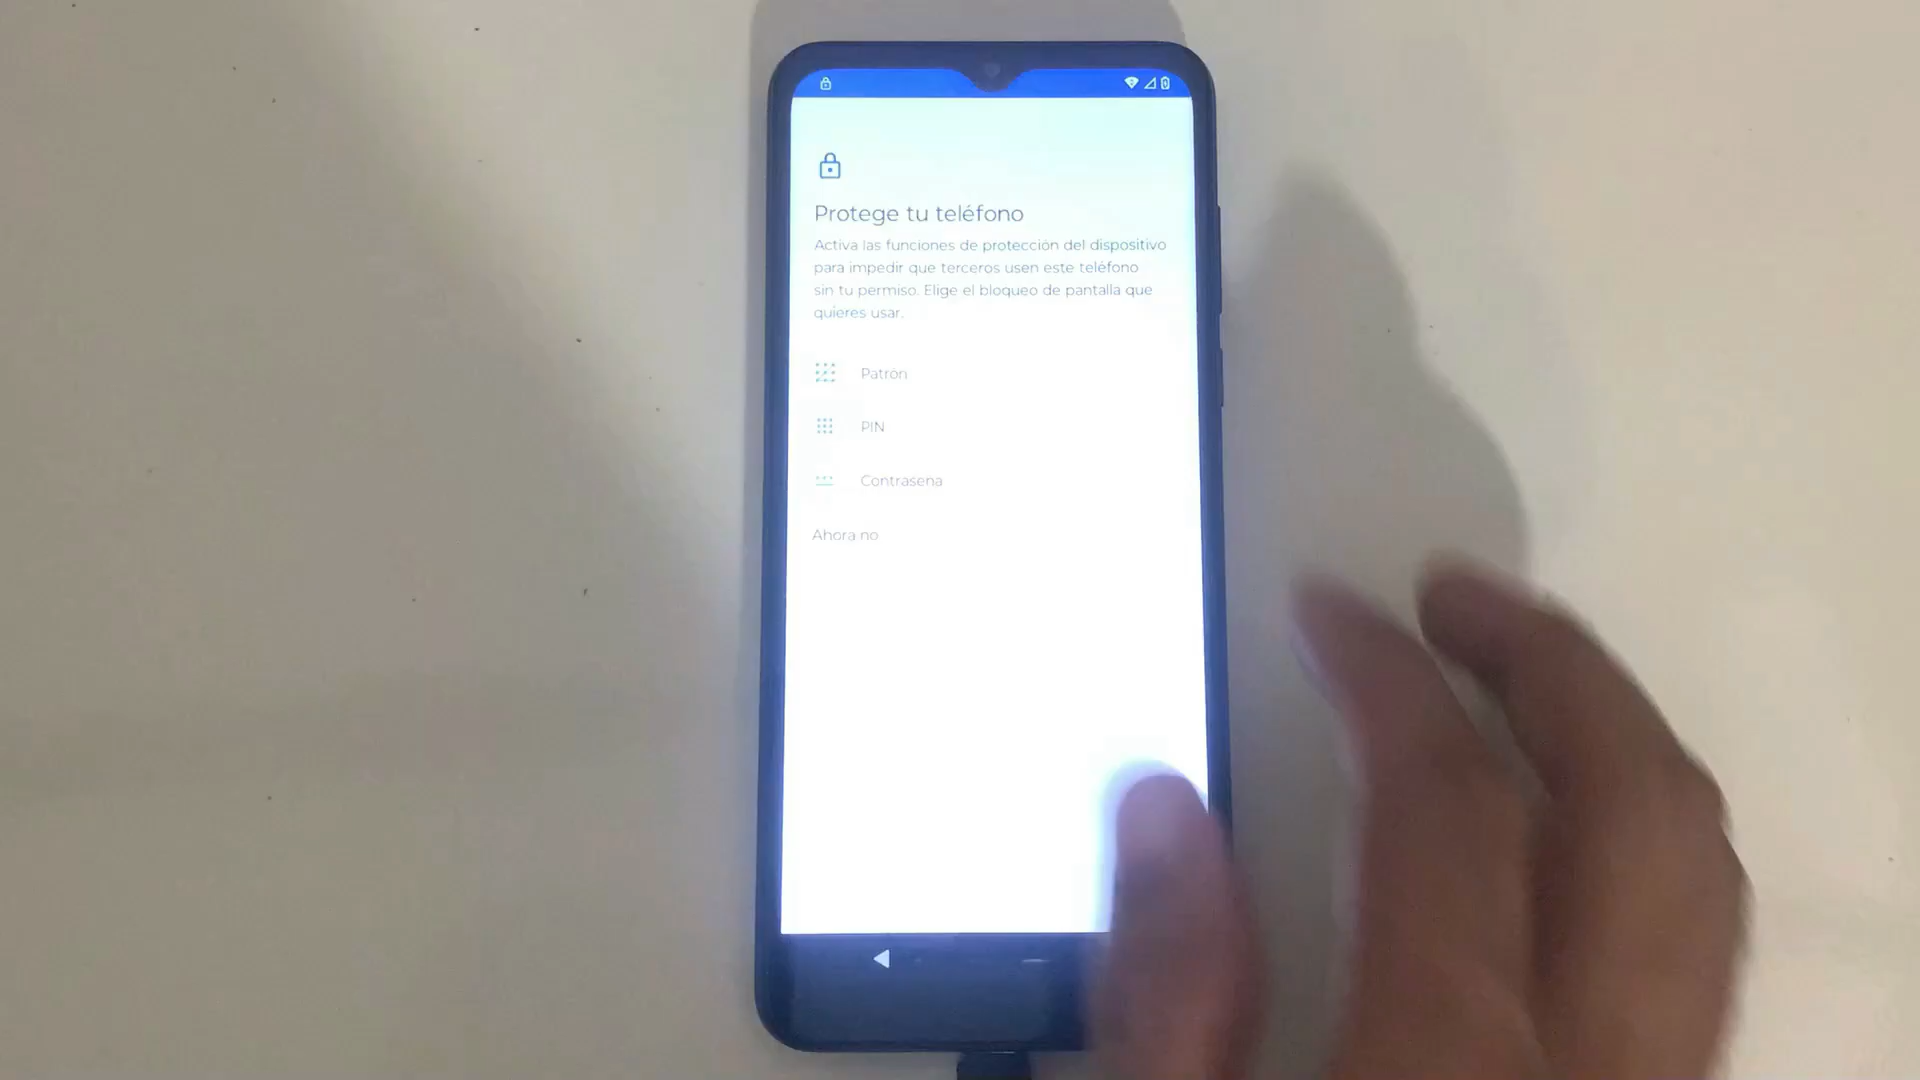 Protege tu teléfono
Activa las funciones de protección del dispositivo
para impedir que terceros usen este teléfono
sin tu permiso. Elige el bloqueo de pantalla que
quieres usar.
Patrón
PIN
Contraseña
Ahora no